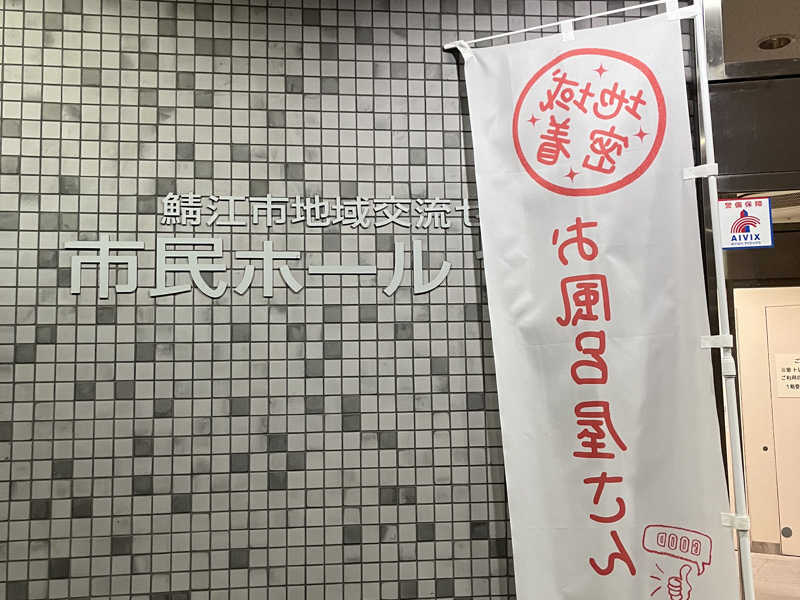 鯖江市地域交流セ
市民ホール
地域
密着
お風呂屋さん
GOOD
警備保障
AIVIX